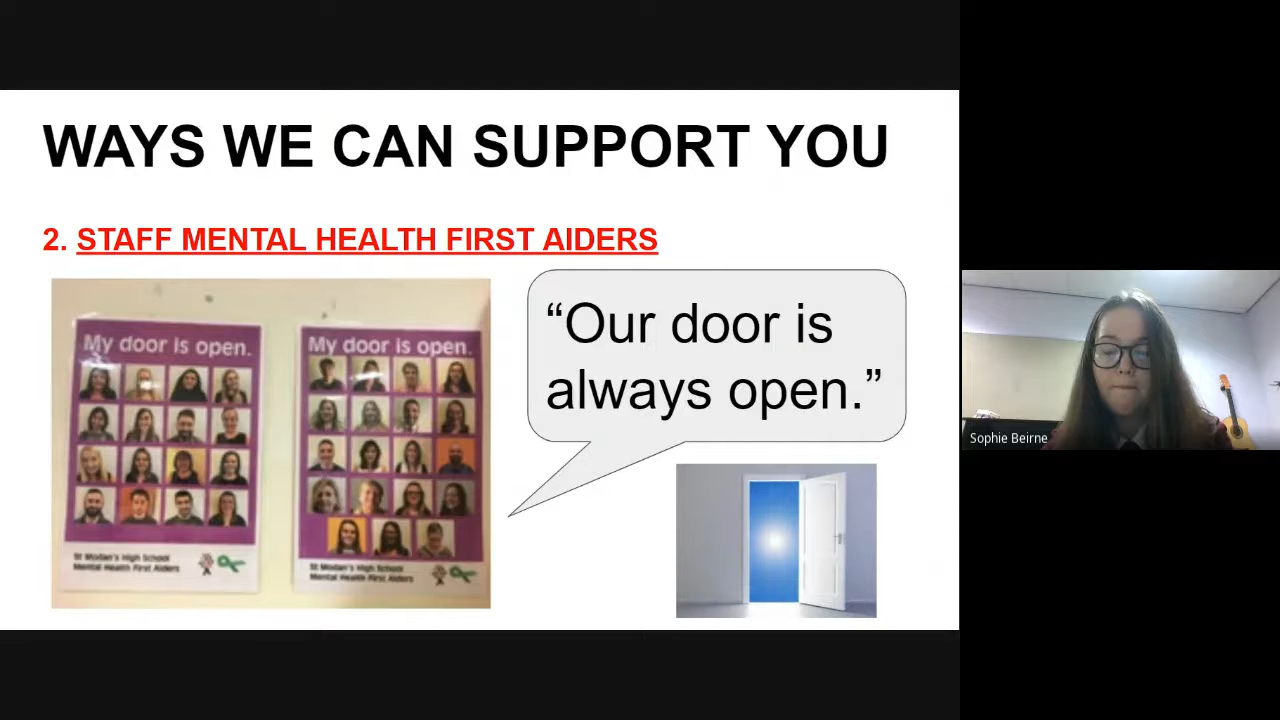 WAYS WE CAN SUPPORT YOU
2. STAFF MENTAL HEALTH FIRST AIDERS
My door is open.
St Modan's High School
Mental Health First Aiders
My door is open.
St Modan's High School
Mental Health First Aiders
“Our door is
always open.”
Sophie Beirne